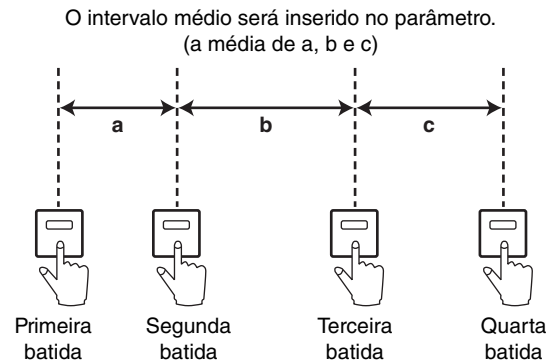 O intervalo médio será inserido no parâmetro.
(a média de a, b e c)
a b c
Primeira batida
Segunda batida
Terceira batida
Quarta batida